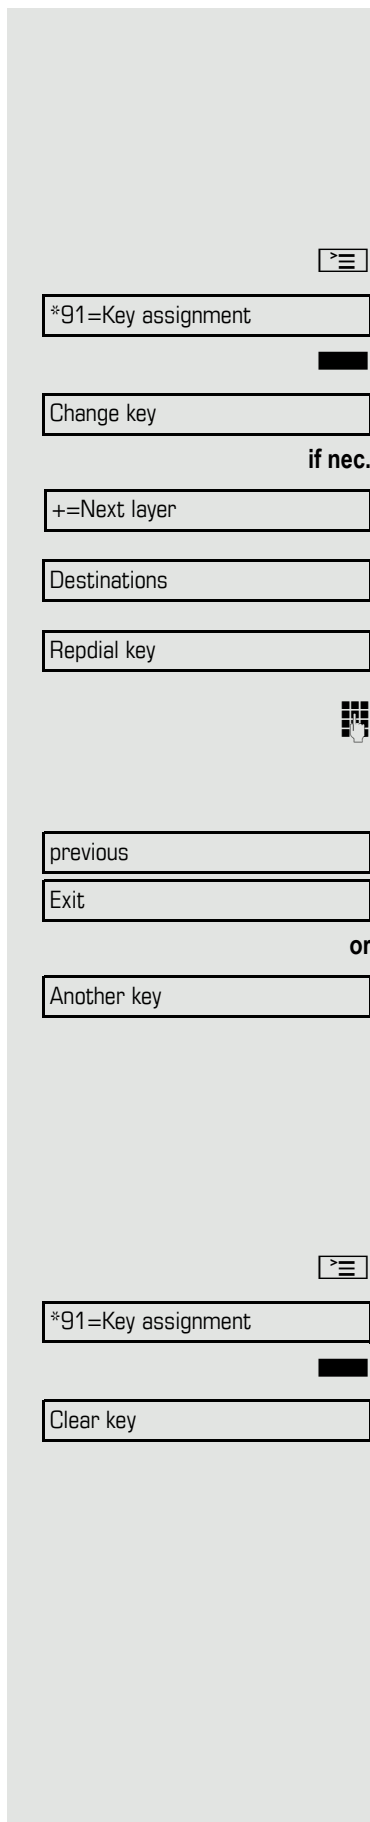 *91=Key assignment
Change key
if nec.
+=Next layer
Destinations
Repdial key
previous
Exit
or
Another key
*91=Key assignment
Clear key